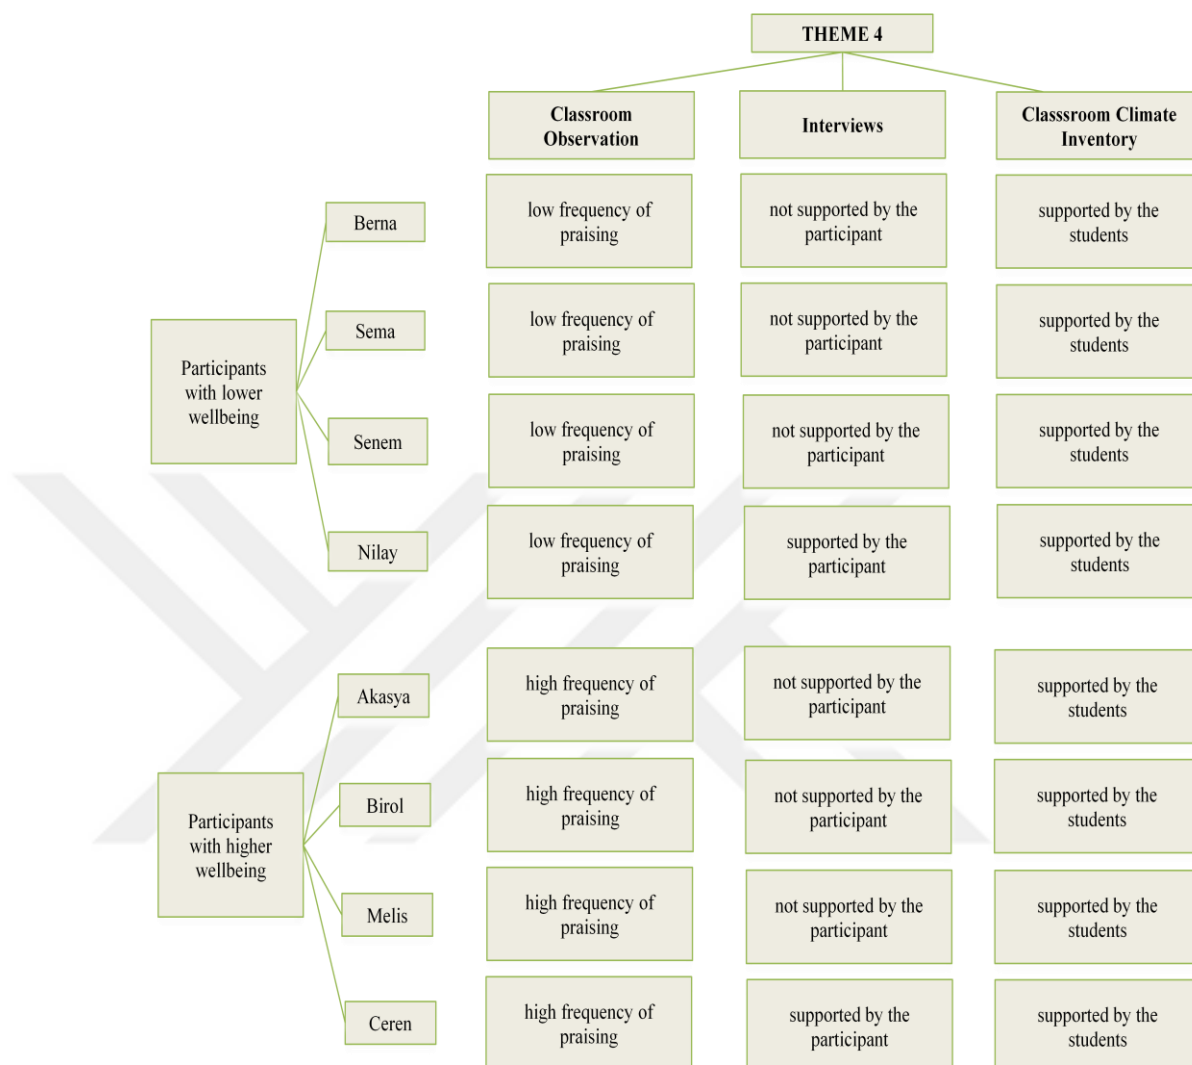 THEME 4
Classroom
Observation
Interviews
Classsroom Climate
Inventory
Berna
low frequency of
praising
not supported by the
participant
supported by the
students
Sema
low frequency of
praising
not supported by the
participant
supported by the
students
Participants
with lower
wellbeing
Senem
low frequency of
praising
not supported by the
participant
supported by the
students
Nilay
low frequency of
praising
supported by the
participant
supported by the
students
Akasya
high frequency of
praising
not supported by the
participant
supported by the
students
Birol
high frequency of
praising
not supported by the
participant
supported by the
students
Participants
with higher
wellbeing
Melis
high frequency of
praising
not supported by the
participant
supported by the
students
Ceren
high frequency of
praising
supported by the
participant
supported by the
students